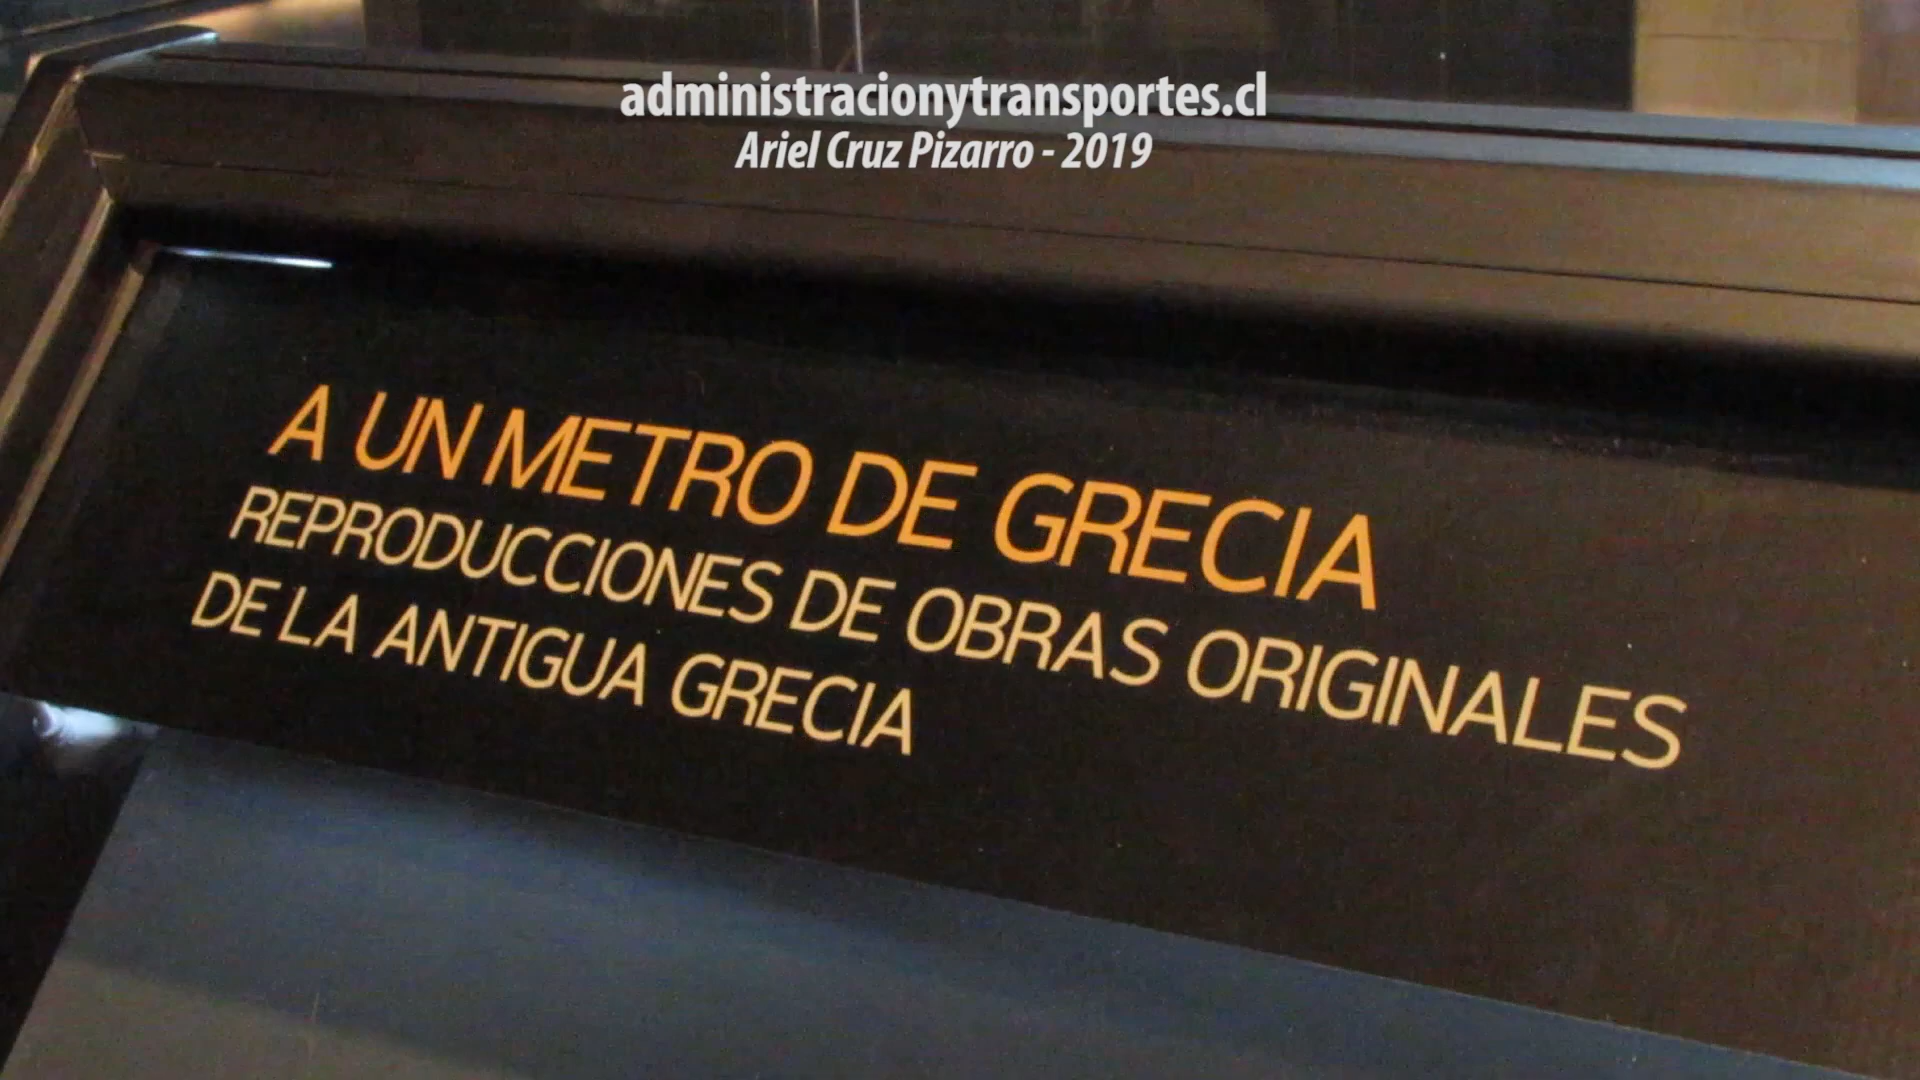 administracionytransportes.cl
Ariel Cruz Pizarro - 2019
A UN METRO DE GRECIA
REPRODUCCIONES DE OBRAS ORIGINALES
DE LA ANTIGUA GRECIA